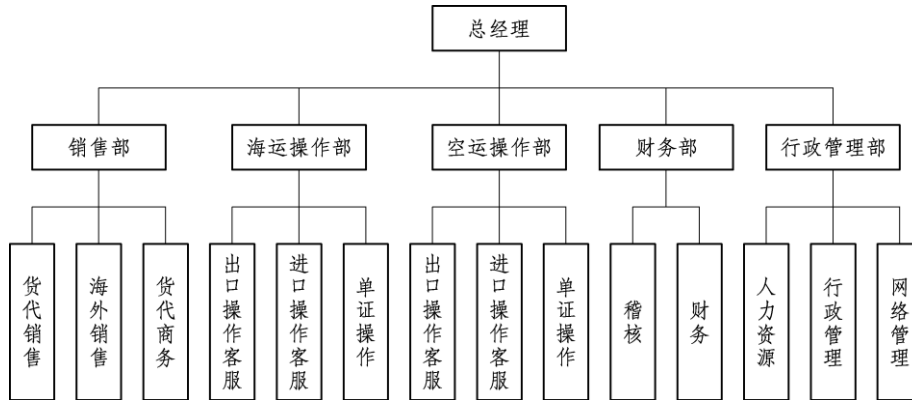 总经理
销售部
海运操作部
空运操作部
财务部
行政管理部
货代销售
海外销售
货代商务
出口操作客服
进口操作客服
单证操作
出口操作客服
进口操作客服
单证操作
稽核
财务
人力资源
行政管理
网络管理